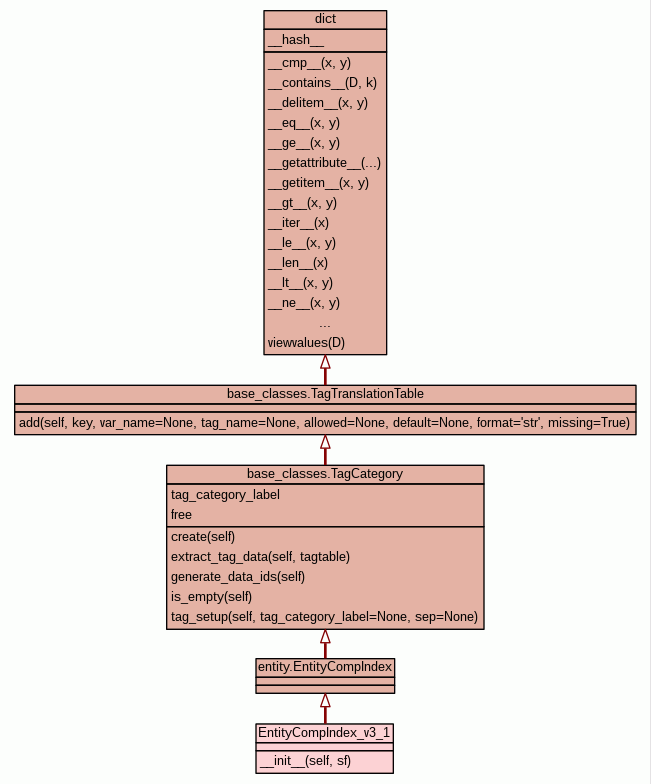 dict
__hash__
__cmp__(x, y)
__contains__(D, k)
__delitem__(x, y)
__eq__(x, y)
__ge__(x, y)
__getattribute__(...)
__getitem__(x, y)
__gt__(x, y)
__iter__(x)
__le__(x, y)
__len__(x)
__lt__(x, y)
__ne__(x, y)
...
viewvalues(D)
base_classes.TagTranslationTable
add(self, key, var_name=None, tag_name=None, allowed=None, default=None, format='str', missing=True)
base_classes.TagCategory
tag_category_label
free
create(self)
extract_tag_data(self, tagtable)
generate_data_ids(self)
is_empty(self)
tag_setup(self, tag_category_label=None, sep=None)
entity.EntityCompIndex
EntityCompIndex_v3_1
__init__(self, sf)